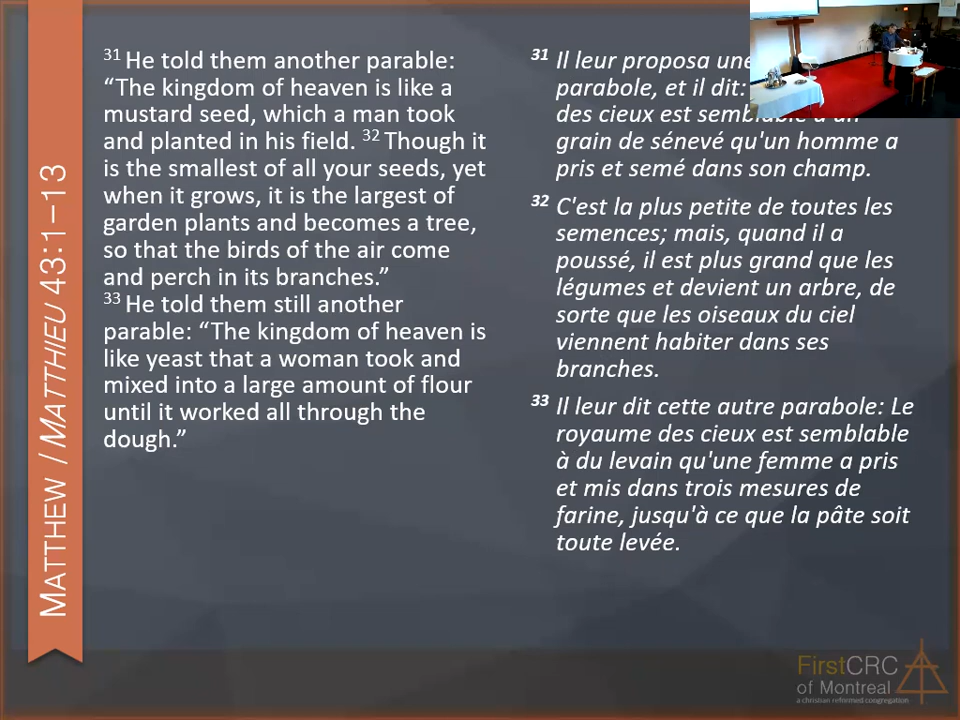 MATTHEW / MATTHIEU 43:1–13
31 He told them another parable:
“The kingdom of heaven is like a
mustard seed, which a man took
and planted in his field. 32 Though it
is the smallest of all your seeds, yet
when it grows, it is the largest of
garden plants and becomes a tree,
so that the birds of the air come
and perch in its branches.”
33 He told them still another
parable: “The kingdom of heaven is
like yeast that a woman took and
mixed into a large amount of flour
until it worked all through the
dough.”
31 Il leur proposa une
parabole, et il dit:
des cieux est semblable à un
grain de sénevé qu'un homme a
pris et semé dans son champ.
32 C'est la plus petite de toutes les
semences; mais, quand il a
poussé, il est plus grand que les
légumes et devient un arbre, de
sorte que les oiseaux du ciel
viennent habiter dans ses
branches.
33 Il leur dit cette autre parabole: Le
royaume des cieux est semblable
à du levain qu'une femme a pris
et mis dans trois mesures de
farine, jusqu'à ce que la pâte soit
toute levée.
FirstCRC
of Montreal
a christian reformed congregation